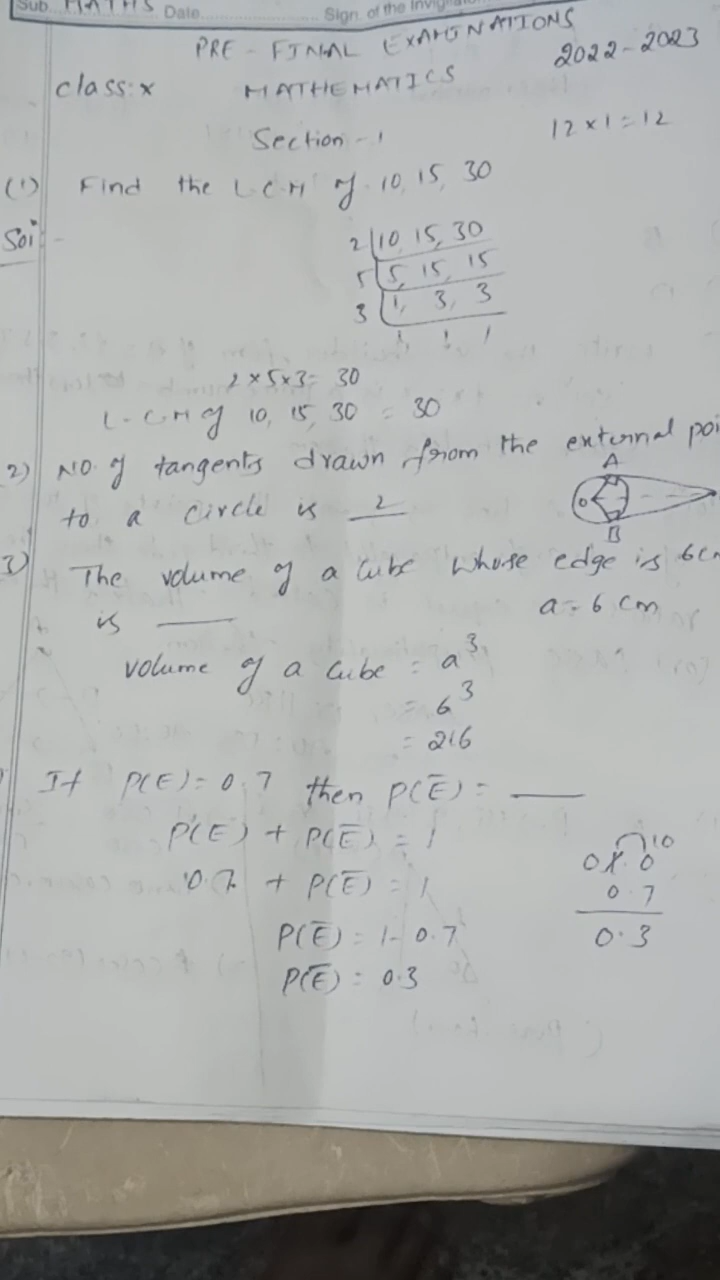 Sub MATHS Date Sign. of the Invigilat
PRE - FINAL EXAMINATIONS
2022-2023
class: x MATHEMATICS
Section - 1 12 x 1 = 12
(1) Find the L.C.M of 10, 15, 30
Sol:-
2 | 10, 15, 30
5 | 5, 15, 15
3 | 1, 3, 3
1 1 1
2 x 5 x 3 = 30
L.C.M of 10, 15, 30 = 30
2) NO. of tangents drawn from the external poi
to a circle is 2
A
O
B
3) The volume of a cube whose edge is 6cm
is ____ a = 6 cm
volume of a cube = a³
= 6³
= 216
If P(E) = 0.7 then P(Ē) = ____
P(E) + P(Ē) = 1
0.7 + P(Ē) = 1
P(Ē) = 1 - 0.7
P(Ē) = 0.3
10
0 1. 0
0.7
0.3